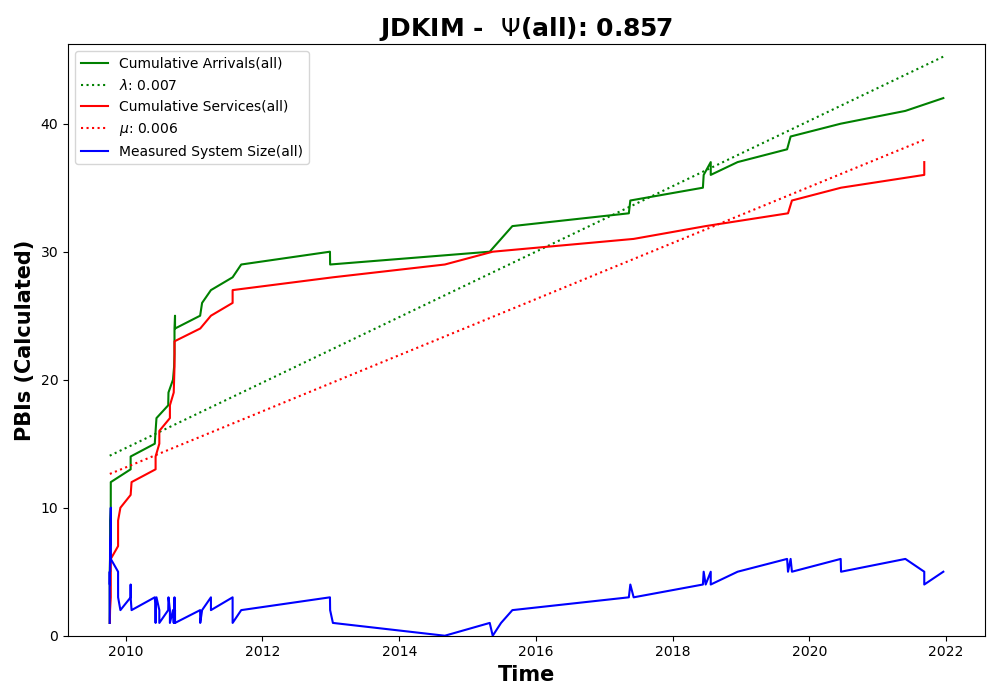 JDKIM - Ψ(all): 0.857
Cumulative Arrivals(all)
λ: 0.007
Cumulative Services(all)
μ: 0.006
Measured System Size(all)
PBIs (Calculated)
40
30
20
10
0
2010 2012 2014 2016 2018 2020 2022
Time